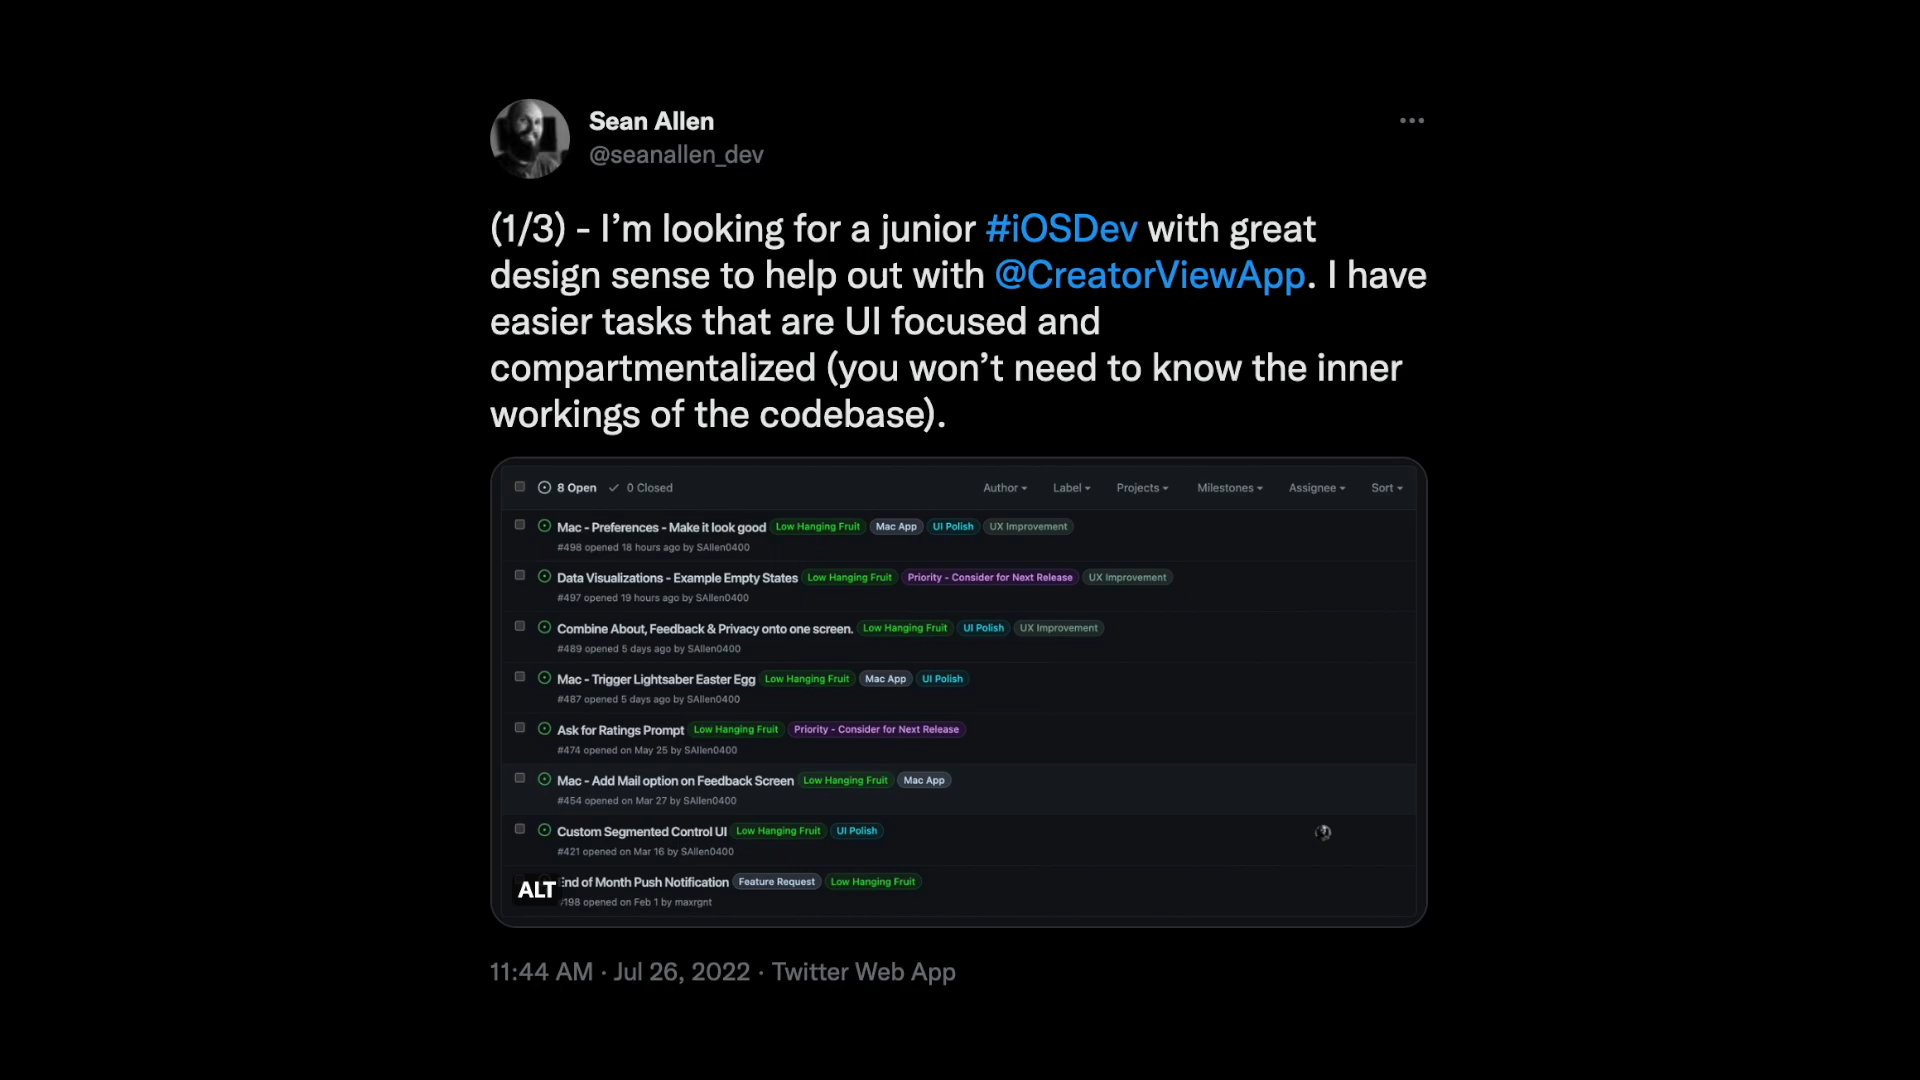 Sean Allen
@seanallen_dev
(1/3) - I’m looking for a junior #iOSDev with great
design sense to help out with @CreatorViewApp. I have
easier tasks that are UI focused and
compartmentalized (you won’t need to know the inner
workings of the codebase).
8 Open 0 Closed Author Label Projects Milestones Assignee Sort
Mac - Preferences - Make it look good Low Hanging Fruit Mac App UI Polish UX Improvement
#498 opened 18 hours ago by SAllen0400
Data Visualizations - Example Empty States Low Hanging Fruit Priority - Consider for Next Release UX Improvement
#497 opened 19 hours ago by SAllen0400
Combine About, Feedback & Privacy onto one screen. Low Hanging Fruit UI Polish UX Improvement
#489 opened 5 days ago by SAllen0400
Mac - Trigger Lightsaber Easter Egg Low Hanging Fruit Mac App UI Polish
#487 opened 5 days ago by SAllen0400
Ask for Ratings Prompt Low Hanging Fruit Priority - Consider for Next Release
#474 opened on May 25 by SAllen0400
Mac - Add Mail option on Feedback Screen Low Hanging Fruit Mac App
#454 opened on Mar 27 by SAllen0400
Custom Segmented Control UI Low Hanging Fruit UI Polish
#421 opened on Mar 16 by SAllen0400
ALT End of Month Push Notification Feature Request Low Hanging Fruit
#198 opened on Feb 1 by maxrgnt
11:44 AM · Jul 26, 2022 · Twitter Web App